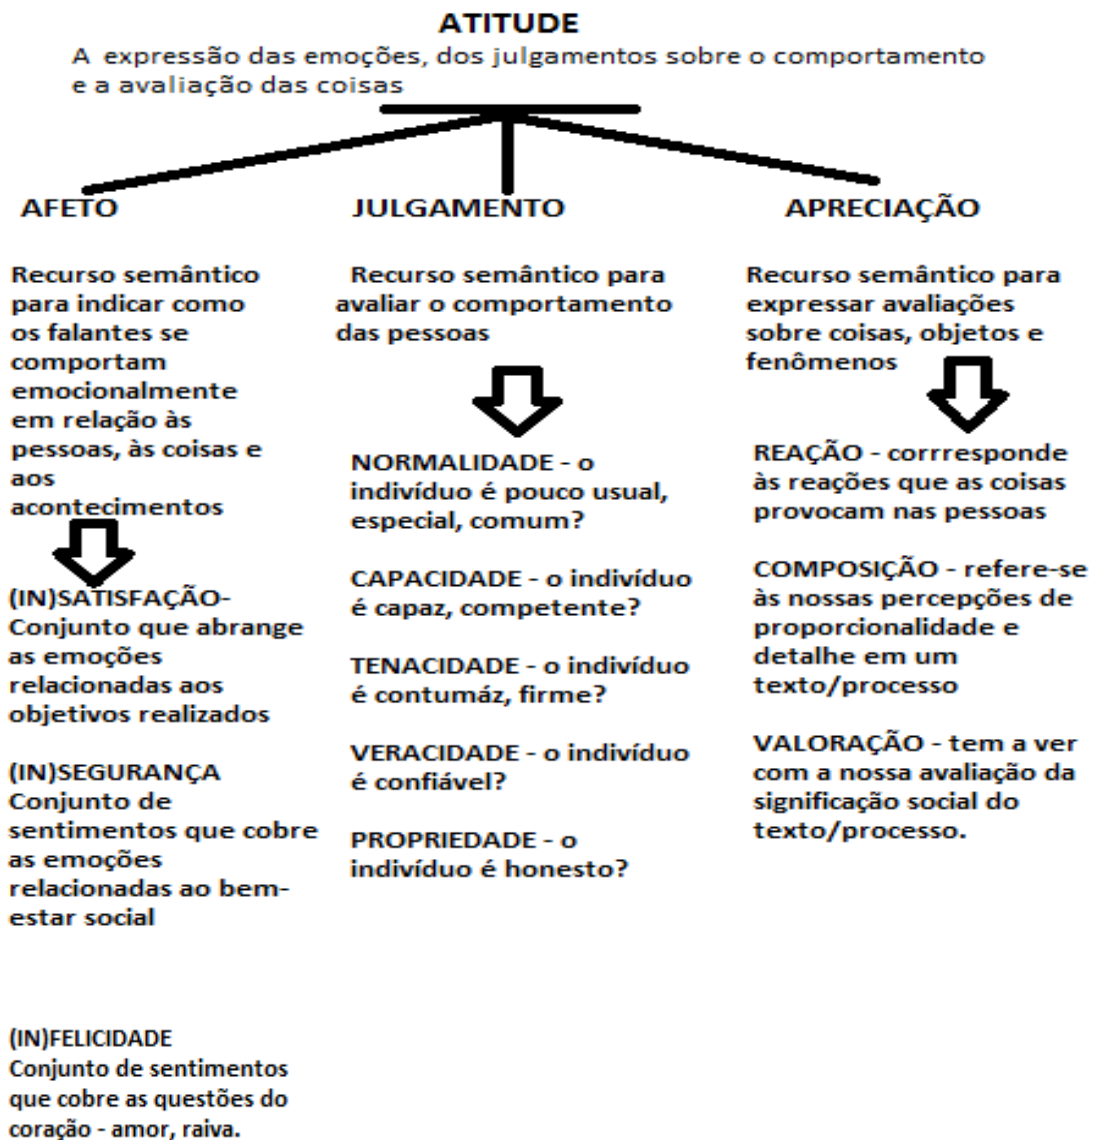 ATITUDE
A expressão das emoções, dos julgamentos sobre o comportamento
e a avaliação das coisas
AFETO
Recurso semântico
para indicar como
os falantes se
comportam
emocionalmente
em relação às
pessoas, às coisas e
aos
acontecimentos
(IN)SATISFAÇÃO-
Conjunto que abrange
as emoções
relacionadas aos
objetivos realizados
(IN)SEGURANÇA
Conjunto de
sentimentos que cobre
as emoções
relacionadas ao bem-
estar social
(IN)FELICIDADE
Conjunto de sentimentos
que cobre as questões do
coração - amor, raiva.
JULGAMENTO
Recurso semântico para
avaliar o comportamento
das pessoas
NORMALIDADE - o
indivíduo é pouco usual,
especial, comum?
CAPACIDADE - o indivíduo
é capaz, competente?
TENACIDADE - o indivíduo
é contumáz, firme?
VERACIDADE - o indivíduo
é confiável?
PROPRIEDADE - o
indivíduo é honesto?
APRECIAÇÃO
Recurso semântico para
expressar avaliações
sobre coisas, objetos e
fenômenos
REAÇÃO - corrresponde
às reações que as coisas
provocam nas pessoas
COMPOSIÇÃO - refere-se
às nossas percepções de
proporcionalidade e
detalhe em um
texto/processo
VALORAÇÃO - tem a ver
com a nossa avaliação da
significação social do
texto/processo.